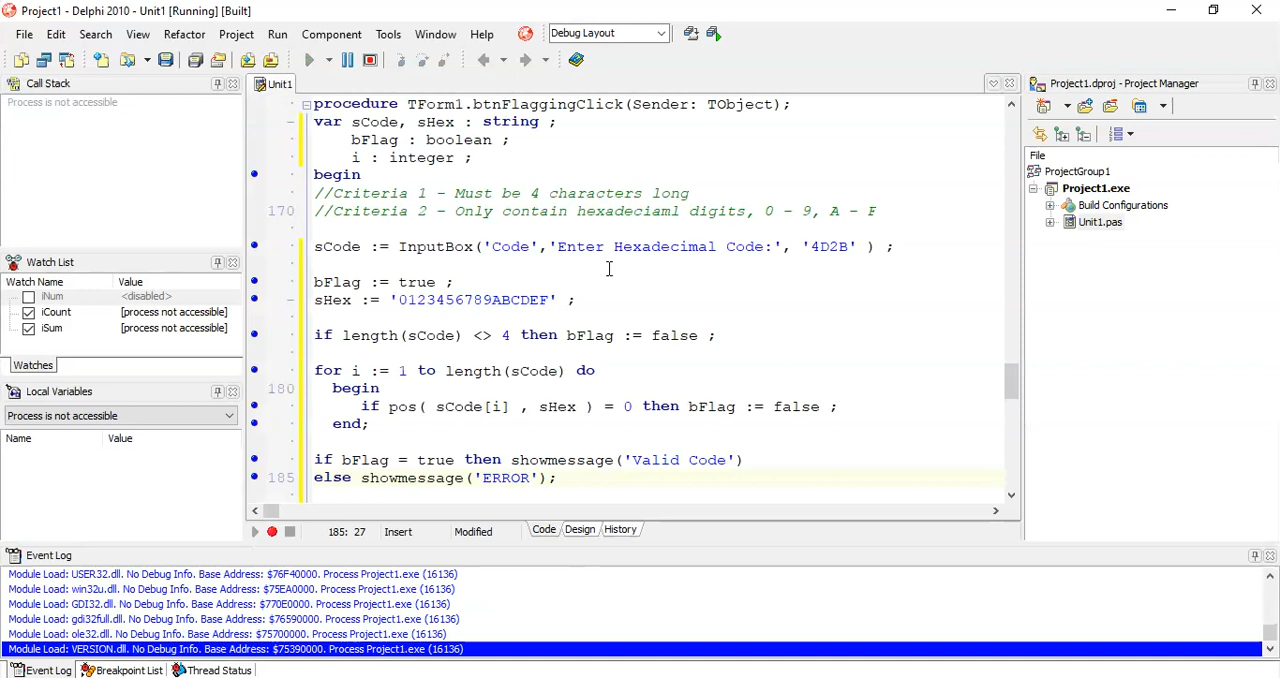 Project1 - Delphi 2010 - Unit1 [Running] [Built]
File Edit Search View Refactor Project Run Component Tools Window Help Debug Layout
Call Stack
Process is not accessible
Watch List
Watch Name Value
iNum <disabled>
iCount [process not accessible]
iSum [process not accessible]
Watches
Local Variables
Process is not accessible
Name Value
Unit1
procedure TForm1.btnFlaggingClick(Sender: TObject);
var sCode, sHex : string ;
bFlag : boolean ;
i : integer ;
begin
//Criteria 1 - Must be 4 characters long
170 //Criteria 2 - Only contain hexadeciaml digits, 0 - 9, A - F
sCode := InputBox('Code','Enter Hexadecimal Code:', '4D2B' ) ;
bFlag := true ;
sHex := '0123456789ABCDEF' ;
if length(sCode) <> 4 then bFlag := false ;
for i := 1 to length(sCode) do
180 begin
if pos( sCode[i] , sHex ) = 0 then bFlag := false ;
end;
if bFlag = true then showmessage('Valid Code')
185 else showmessage('ERROR');
185: 27 Insert Modified Code Design History
Project1.dproj - Project Manager
File
ProjectGroup1
Project1.exe
Build Configurations
Unit1.pas
Event Log
Module Load: USER32.dll. No Debug Info. Base Address: $76F40000. Process Project1.exe (16136)
Module Load: win32u.dll. No Debug Info. Base Address: $75EA0000. Process Project1.exe (16136)
Module Load: GDI32.dll. No Debug Info. Base Address: $770E0000. Process Project1.exe (16136)
Module Load: gdi32full.dll. No Debug Info. Base Address: $76590000. Process Project1.exe (16136)
Module Load: ole32.dll. No Debug Info. Base Address: $75700000. Process Project1.exe (16136)
Module Load: VERSION.dll. No Debug Info. Base Address: $75390000. Process Project1.exe (16136)
Event Log Breakpoint List Thread Status